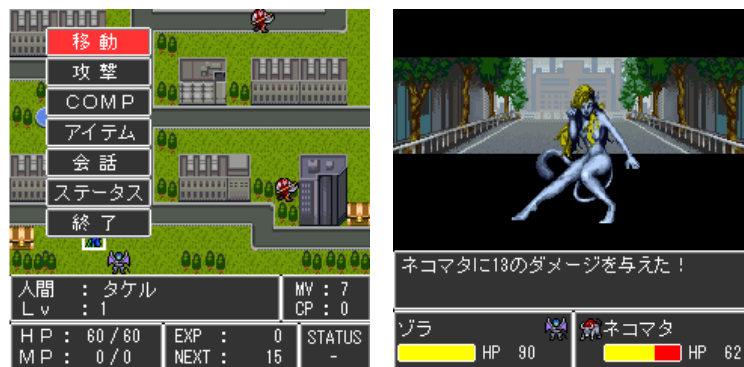 移動
攻撃
COMP
アイテム
会話
ステータス
終了
人間 : タケル
Lv : 1
MV : 7
CP : 0
HP : 60/60
MP : 0/0
EXP : 0
NEXT : 15
STATUS
-
ネコマタに13のダメージを与えた!
ゾラ
HP 90
ネコマタ
HP 62